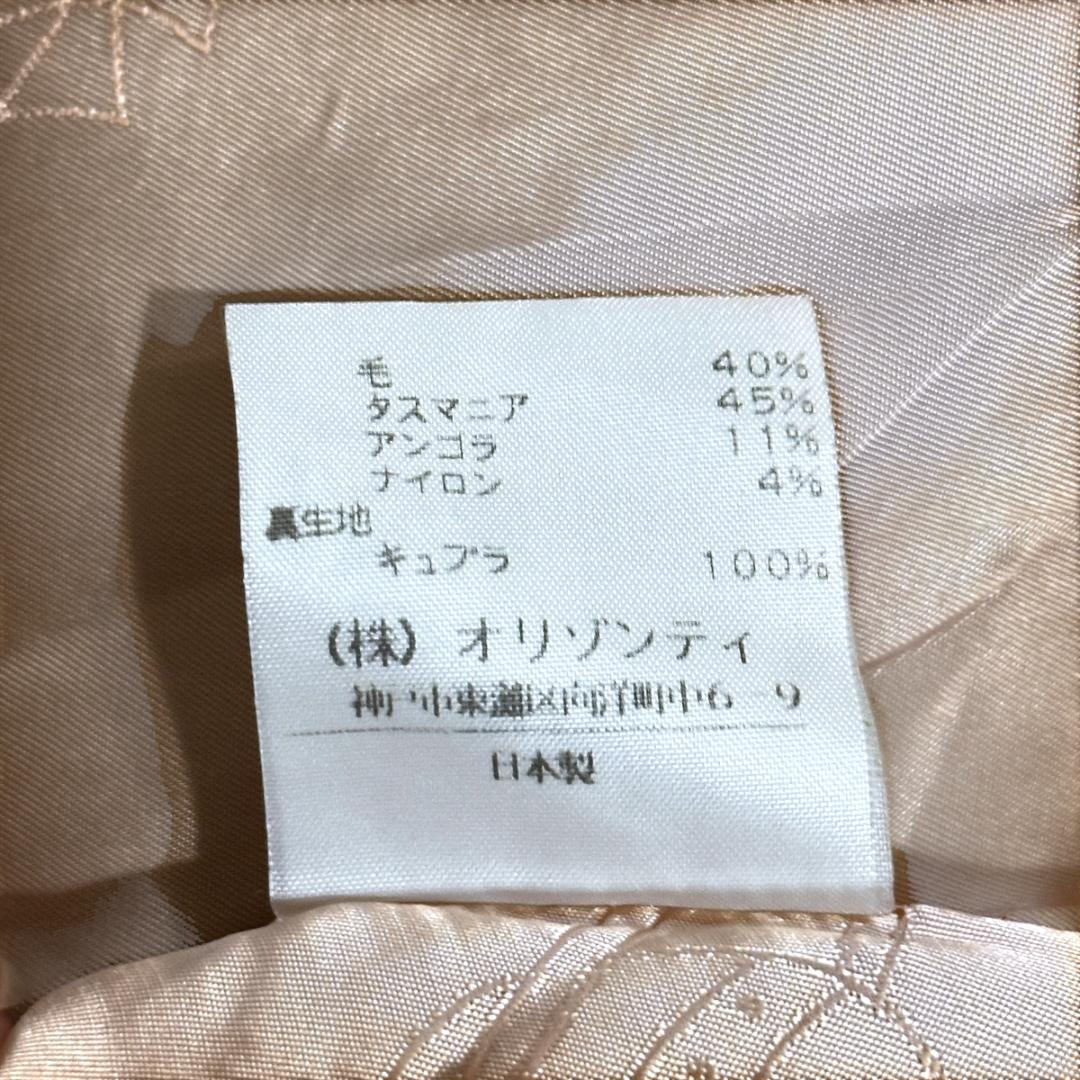 毛 40%
タスマニア 45%
アンゴラ 11%
ナイロン 4%
裏生地
キュプラ 100%
(株) オリゾンティ
神戸市東灘区向洋町中6-9
日本製